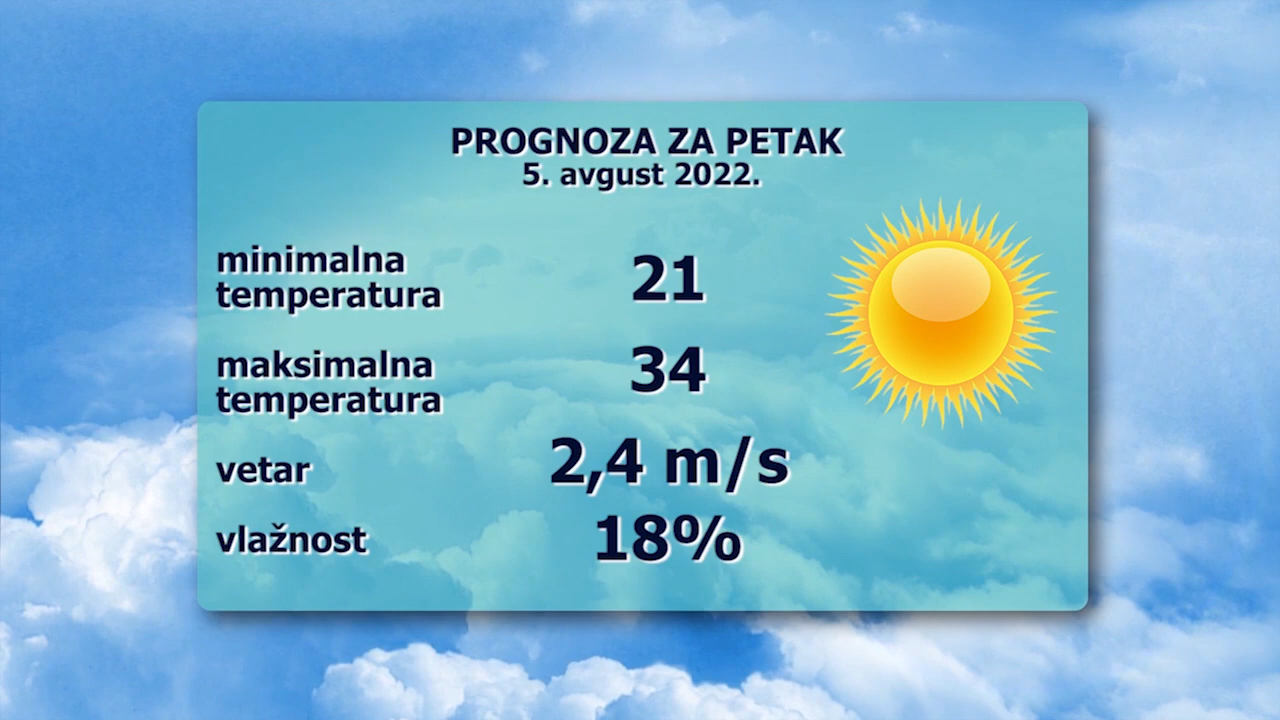 PROGNOZA ZA PETAK
5. avgust 2022.
minimalna
temperatura
21
maksimalna
temperatura
34
vetar
2,4 m/s
vlažnost
18%